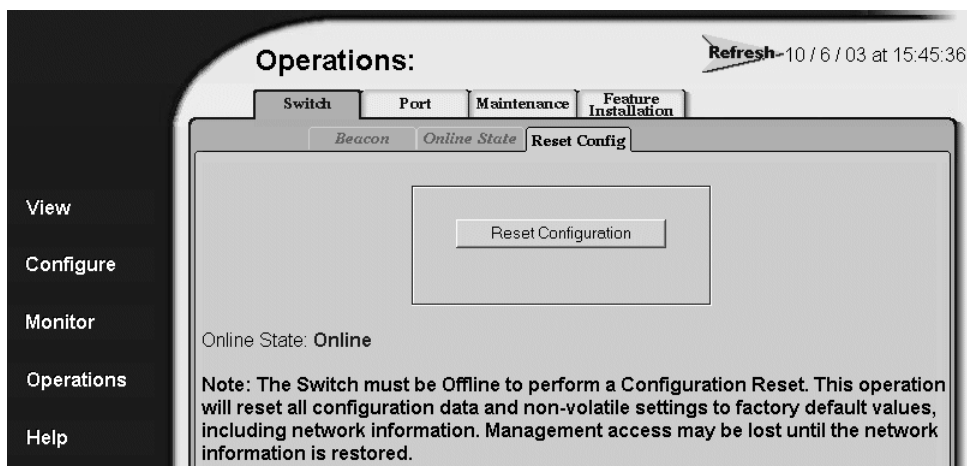 Operations:
Refresh 10 / 6 / 03 at 15:45:36
Switch Port Maintenance Feature Installation
Beacon Online State Reset Config
View
Configure
Monitor
Operations
Help
Reset Configuration
Online State: Online
Note: The Switch must be Offline to perform a Configuration Reset. This operation
will reset all configuration data and non-volatile settings to factory default values,
including network information. Management access may be lost until the network
information is restored.